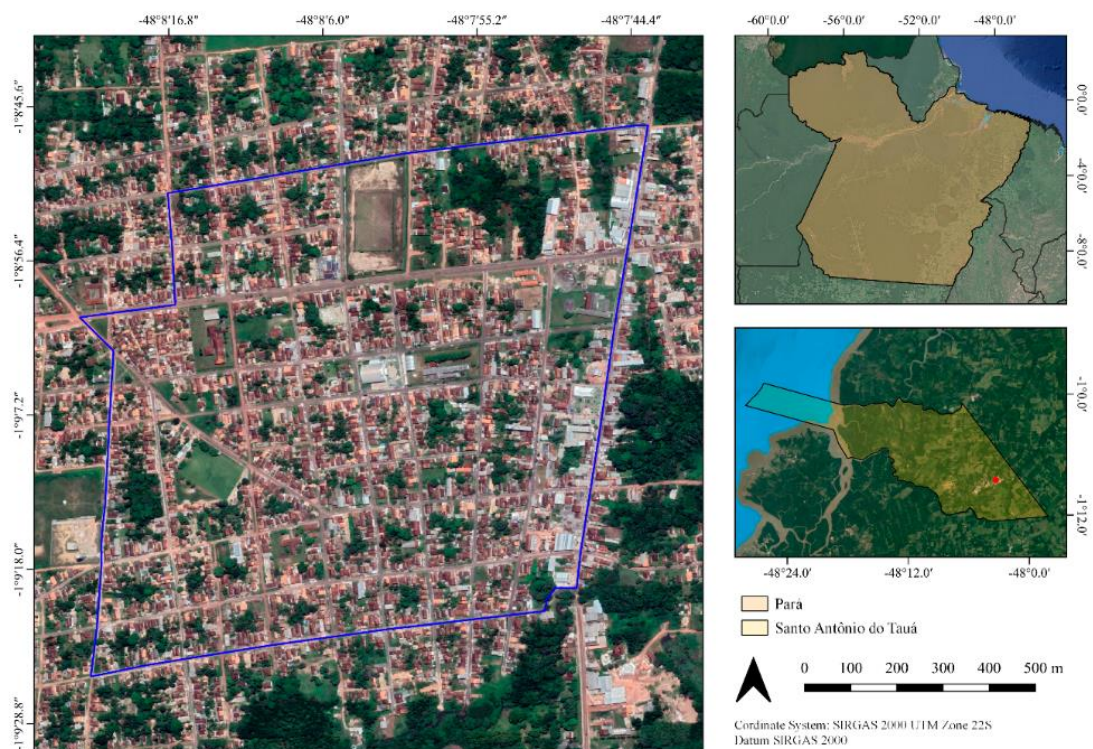 -48°8'16.8" -48°8'6.0" -48°7'55.2" -48°7'44.4"
-1°8'45.6"
-1°8'56.4"
-1°9'7.2"
-1°9'18.0"
-1°9'28.8"
-60°0.0' -56°0.0' -52°0.0' -48°0.0'
0°0.0'
-4°0.0'
-8°0.0'
-1°0.0'
-1°12.0'
-48°24.0' -48°12.0' -48°0.0'
Pará
Santo Antônio do Tauá
0 100 200 300 400 500 m
Cordinate System: SIRGAS 2000 UTM Zone 22S
Datum SIRGAS 2000